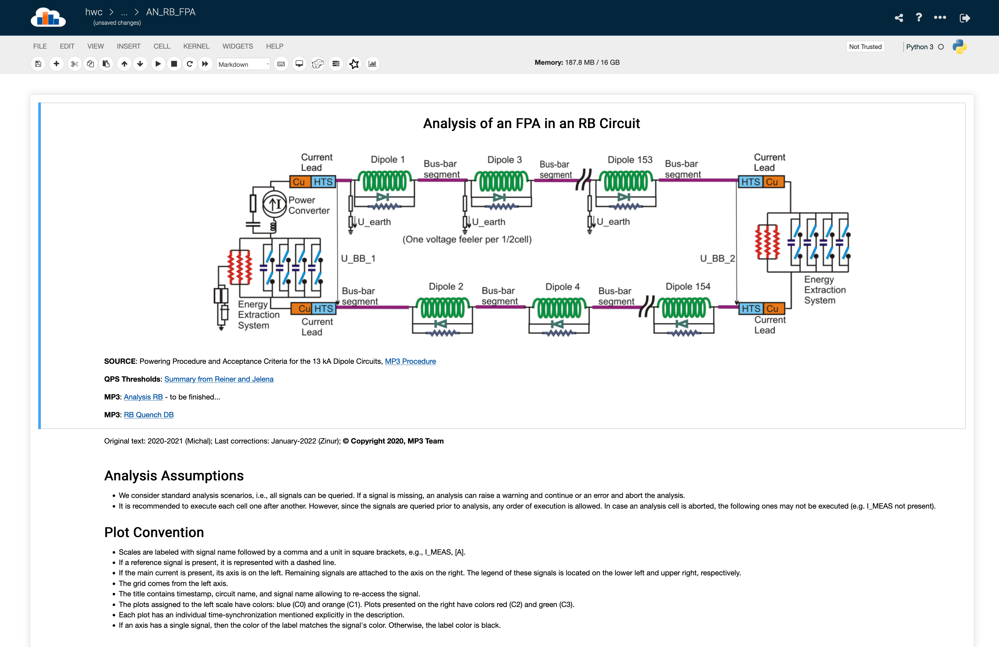 hwc > ... > AN_RB_FPA
(unsaved changes)
FILE EDIT VIEW INSERT CELL KERNEL WIDGETS HELP
Not Trusted
Python 3
Markdown
Memory: 187.8 MB / 16 GB
Analysis of an FPA in an RB Circuit
Current
Lead
Dipole 1
Bus-bar
segment
Dipole 3
Bus-bar
segment
Dipole 153
Bus-bar
segment
Current
Lead
Cu HTS
HTS Cu
I
Power
Converter
U_earth
U_earth
U_earth
(One voltage feeler per 1/2cell)
U_BB_1
U_BB_2
Energy
Extraction
System
Cu HTS
Current
Lead
Bus-bar
segment
Dipole 2
Bus-bar
segment
Dipole 4
Bus-bar
segment
Dipole 154
HTS Cu
Current
Lead
Energy
Extraction
System
SOURCE: Powering Procedure and Acceptance Criteria for the 13 kA Dipole Circuits, MP3 Procedure
QPS Thresholds: Summary from Reiner and Jelena
MP3: Analysis RB - to be finished...
MP3: RB Quench DB
Original text: 2020-2021 (Michal); Last corrections: January-2022 (Zinur); © Copyright 2020, MP3 Team
Analysis Assumptions
• We consider standard analysis scenarios, i.e., all signals can be queried. If a signal is missing, an analysis can raise a warning and continue or an error and abort the analysis.
• It is recommended to execute each cell one after another. However, since the signals are queried prior to analysis, any order of execution is allowed. In case an analysis cell is aborted, the following ones may not be executed (e.g. I_MEAS not present).
Plot Convention
• Scales are labeled with signal name followed by a comma and a unit in square brackets, e.g., I_MEAS, [A].
• If a reference signal is present, it is represented with a dashed line.
• If the main current is present, its axis is on the left. Remaining signals are attached to the axis on the right. The legend of these signals is located on the lower left and upper right, respectively.
• The grid comes from the left axis.
• The title contains timestamp, circuit name, and signal name allowing to re-access the signal.
• The plots assigned to the left scale have colors: blue (C0) and orange (C1). Plots presented on the right have colors red (C2) and green (C3).
• Each plot has an individual time-synchronization mentioned explicitly in the description.
• If an axis has a single signal, then the color of the label matches the signal's color. Otherwise, the label color is black.